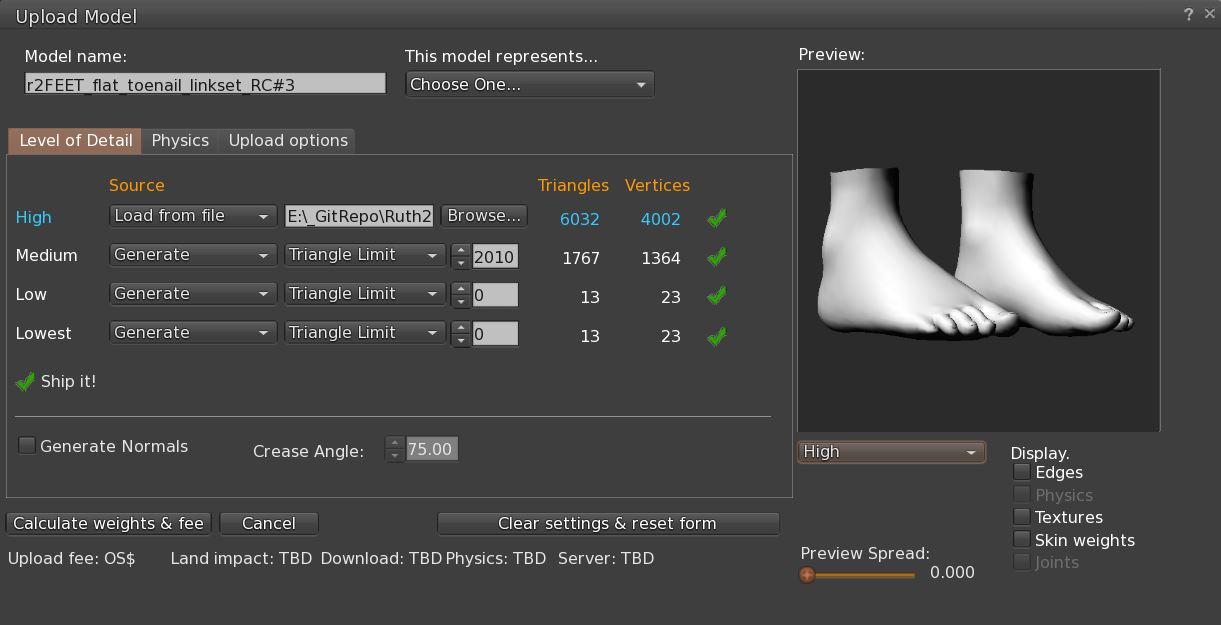 Upload Model
? ×
Model name:
This model represents...
Preview:
r2FEET_flat_toenail_linkset_RC#3
Choose One...
Level of Detail
Physics
Upload options
Source
Triangles
Vertices
High
Load from file
E:\_GitRepo\Ruth2
Browse...
6032
4002
Medium
Generate
Triangle Limit
2010
1767
1364
Low
Generate
Triangle Limit
0
13
23
Lowest
Generate
Triangle Limit
0
13
23
Ship it!
Generate Normals
Crease Angle:
75.00
High
Display.
Edges
Physics
Textures
Skin weights
Joints
Calculate weights & fee
Cancel
Clear settings & reset form
Upload fee: OS$
Land impact: TBD
Download: TBD
Physics: TBD
Server: TBD
Preview Spread:
0.000